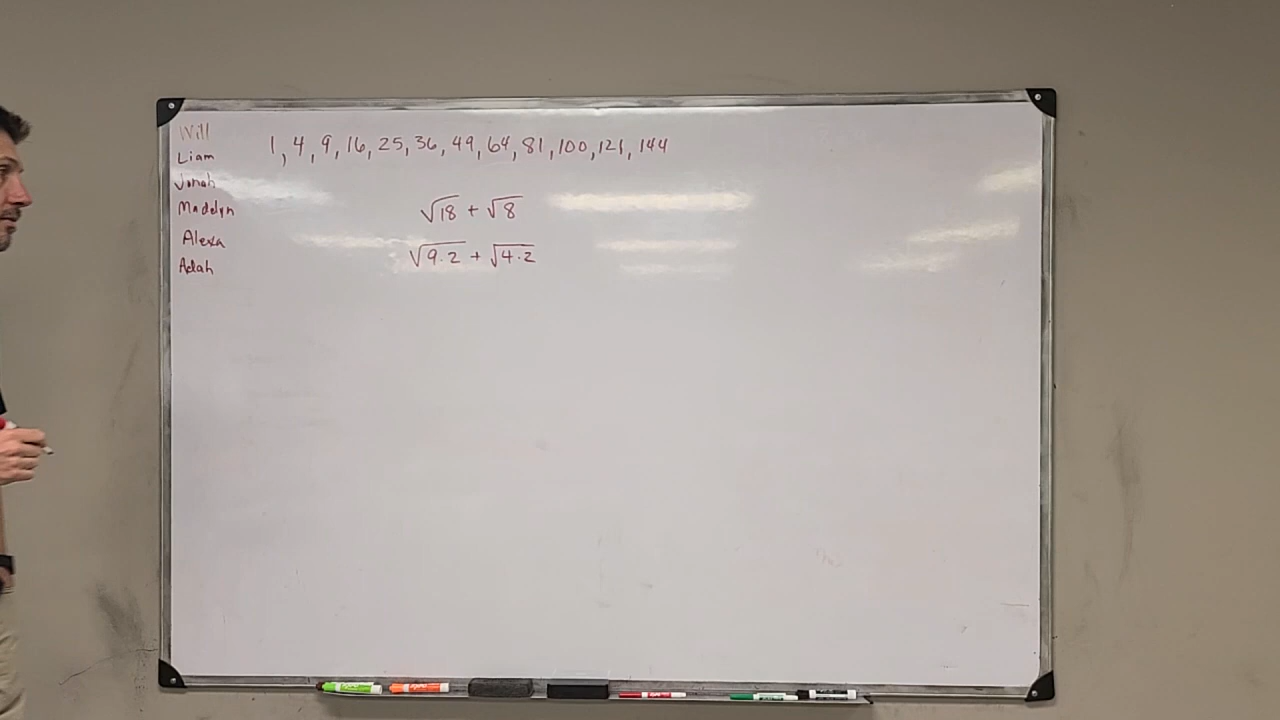 Will
Liam
Jonah
Madelyn
Alexa
Adah
1, 4, 9, 16, 25, 36, 49, 64, 81, 100, 121, 144
√18 + √8
√9·2 + √4·2